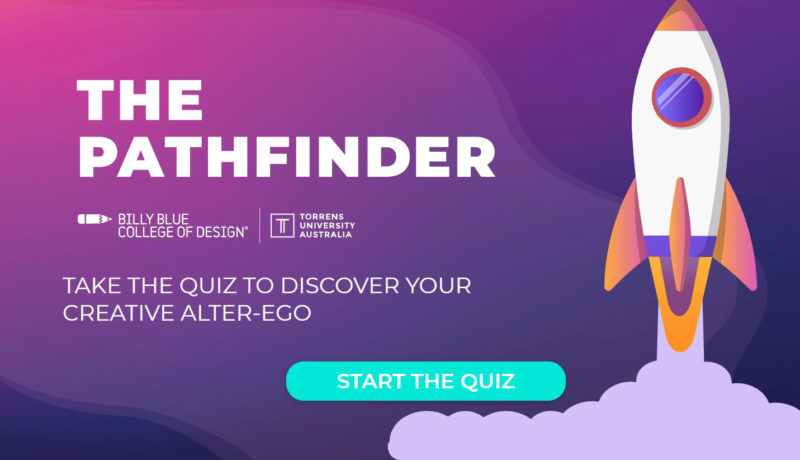 THE
PATHFINDER
BILLY BLUE
COLLEGE OF DESIGN®
TORRENS
UNIVERSITY
AUSTRALIA
TAKE THE QUIZ TO DISCOVER YOUR
CREATIVE ALTER-EGO
START THE QUIZ